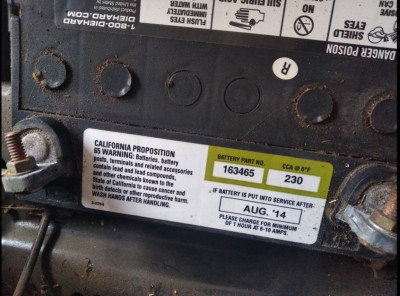 1-800-DIEHARD
DIEHARD.COM
FLUSH EYES
IMMEDIATELY
WITH WATER
SULFURIC ACID
NO
SHIELD
EYES
DANGER POISON
R
CALIFORNIA PROPOSITION
65 WARNING: Batteries, battery
posts, terminals and related accessories
contain lead and lead compounds,
and other chemicals known to the
State of California to cause cancer and
birth defects or other reproductive harm.
WASH HANDS AFTER HANDLING.
BATTERY PART NO.
CCA @ 0°F
163465
230
IF BATTERY IS PUT INTO SERVICE AFTER
AUG. '14
PLEASE CHARGE FOR MINIMUM
OF 1 HOUR AT 6-10 AMPS.